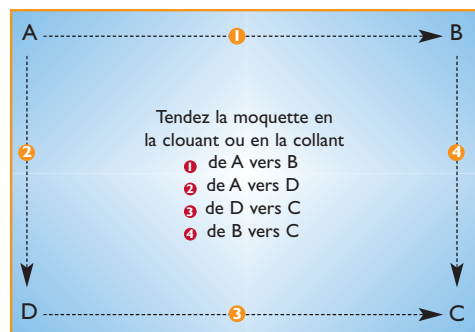 A 1 B
Tendez la moquette en
la clouant ou en la collant
1 de A vers B
2 2 de A vers D 4
3 de D vers C
4 de B vers C
D 3 C